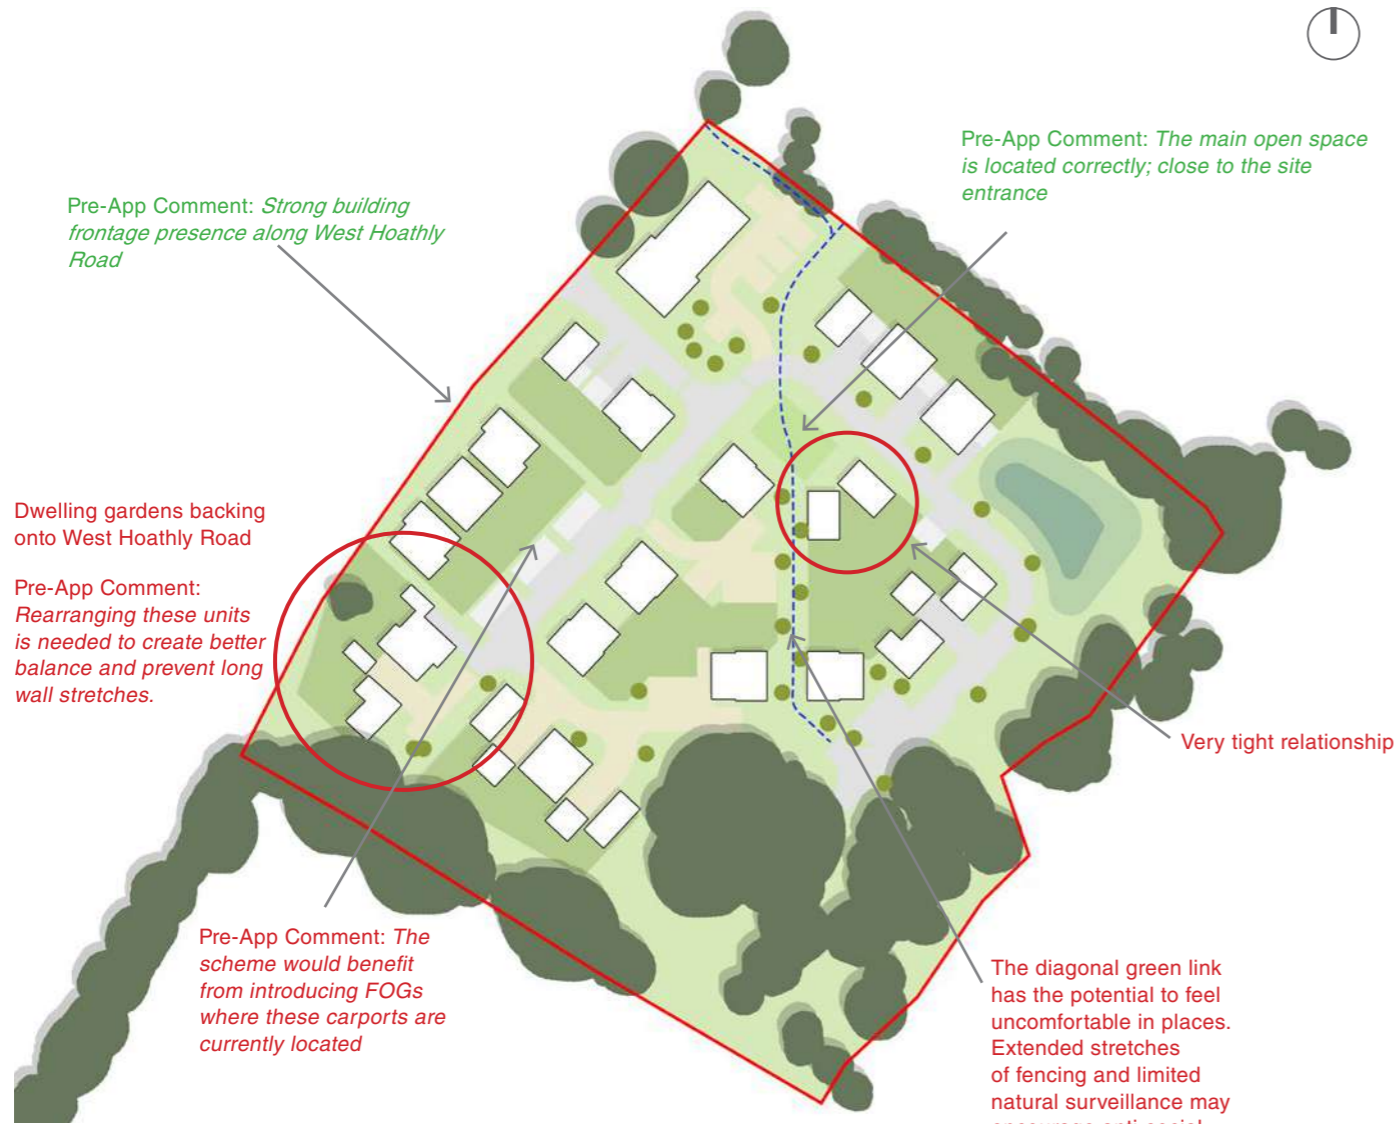 Pre-App Comment: The main open space
is located correctly; close to the site
entrance
Pre-App Comment: Strong building
frontage presence along West Hoathly
Road
Dwelling gardens backing
onto West Hoathly Road
Pre-App Comment:
Rearranging these units
is needed to create better
balance and prevent long
wall stretches.
Very tight relationship
Pre-App Comment: The
scheme would benefit
from introducing FOGs
where these carports are
currently located
The diagonal green link
has the potential to feel
uncomfortable in places.
Extended stretches
of fencing and limited
natural surveillance may